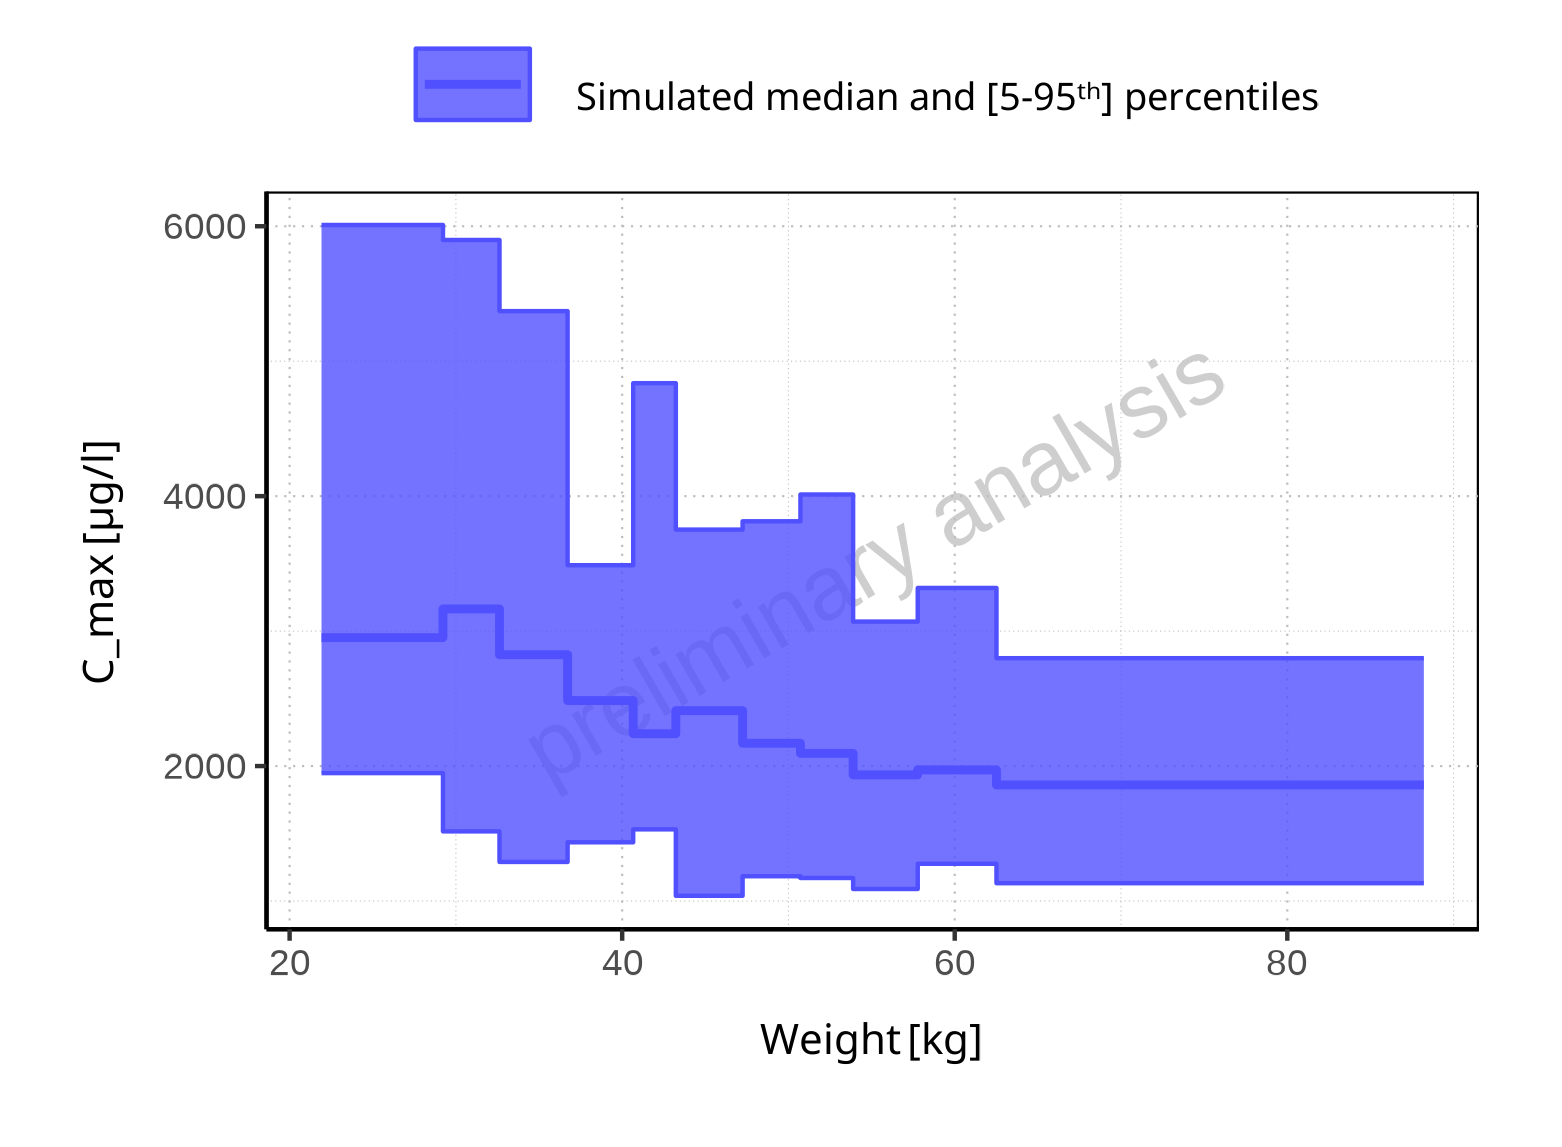 Simulated median and [5-95ᵗʰ] percentiles
6000
4000
2000
C_max [µg/l]
preliminary analysis
20 40 60 80
Weight [kg]